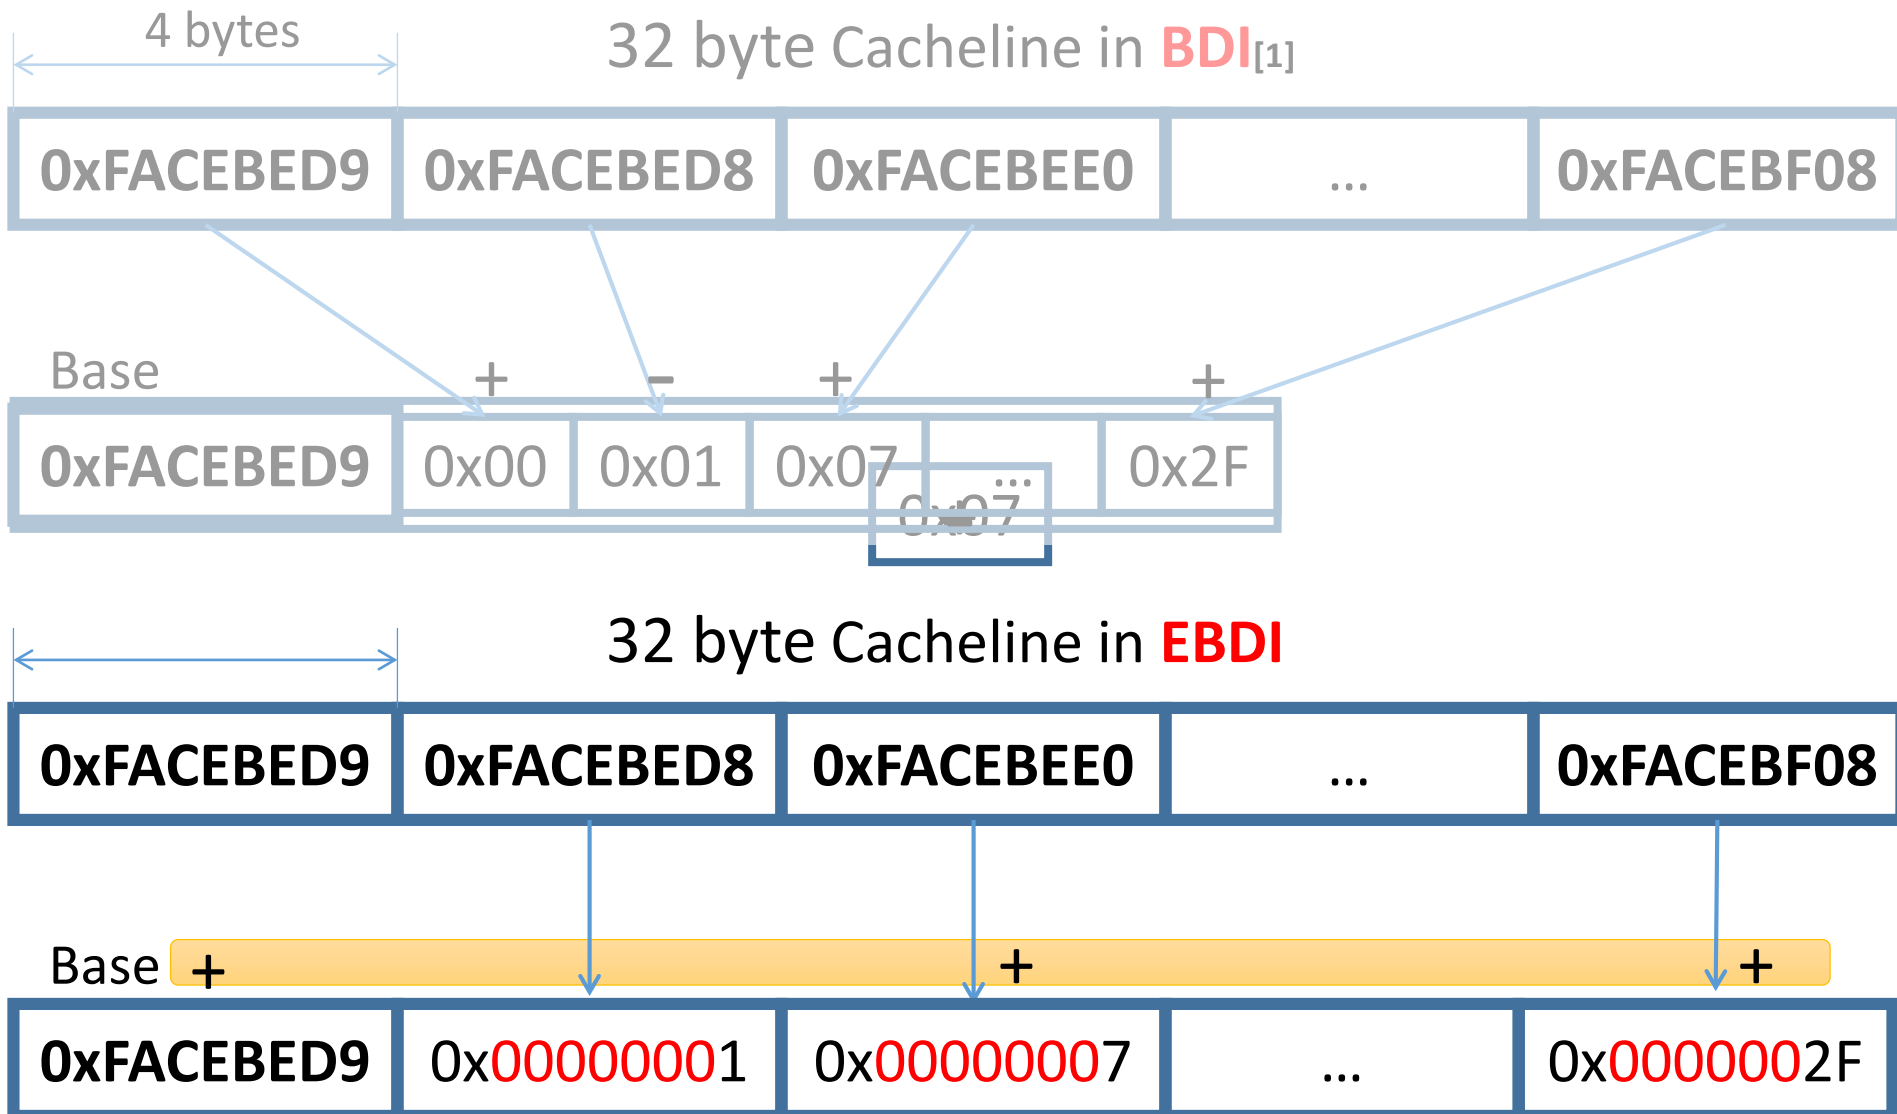 4 bytes
32 byte Cacheline in BDI[1]
0xFACEBED9 0xFACEBED8 0xFACEBEE0 ... 0xFACEBF08
Base + - + +
0xFACEBED9 0x00 0x01 0x07 ... 0x2F
0x07
32 byte Cacheline in EBDI
0xFACEBED9 0xFACEBED8 0xFACEBEE0 ... 0xFACEBF08
Base + + +
0xFACEBED9 0x00000001 0x00000007 ... 0x0000002F